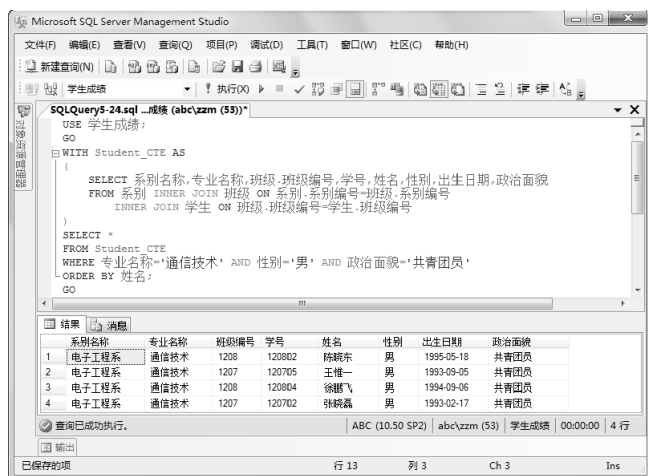 Microsoft SQL Server Management Studio
文件(F) 编辑(E) 查看(V) 查询(Q) 项目(P) 调试(D) 工具(T) 窗口(W) 社区(C) 帮助(H)
新建查询(N)
学生成绩 执行(X)
对象资源管理器
SQLQuery5-24.sql ...成绩 (abc\zzm (53))*
USE 学生成绩;
GO
WITH Student_CTE AS
(
SELECT 系别名称,专业名称,班级.班级编号,学号,姓名,性别,出生日期,政治面貌
FROM 系别 INNER JOIN 班级 ON 系别.系别编号=班级.系别编号
INNER JOIN 学生 ON 班级.班级编号=学生.班级编号
)
SELECT *
FROM Student_CTE
WHERE 专业名称='通信技术' AND 性别='男' AND 政治面貌='共青团员'
ORDER BY 姓名;
GO
结果 消息
系别名称 专业名称 班级编号 学号 姓名 性别 出生日期 政治面貌
1 电子工程系 通信技术 1208 120802 陈晓东 男 1995-05-18 共青团员
2 电子工程系 通信技术 1207 120705 王惟一 男 1993-09-05 共青团员
3 电子工程系 通信技术 1208 120804 徐鹏飞 男 1994-09-06 共青团员
4 电子工程系 通信技术 1207 120702 张晓磊 男 1993-02-17 共青团员
查询已成功执行。 ABC (10.50 SP2) abc\zzm (53) 学生成绩 00:00:00 4 行
输出
已保存的项 行 13 列 3 Ch 3 Ins